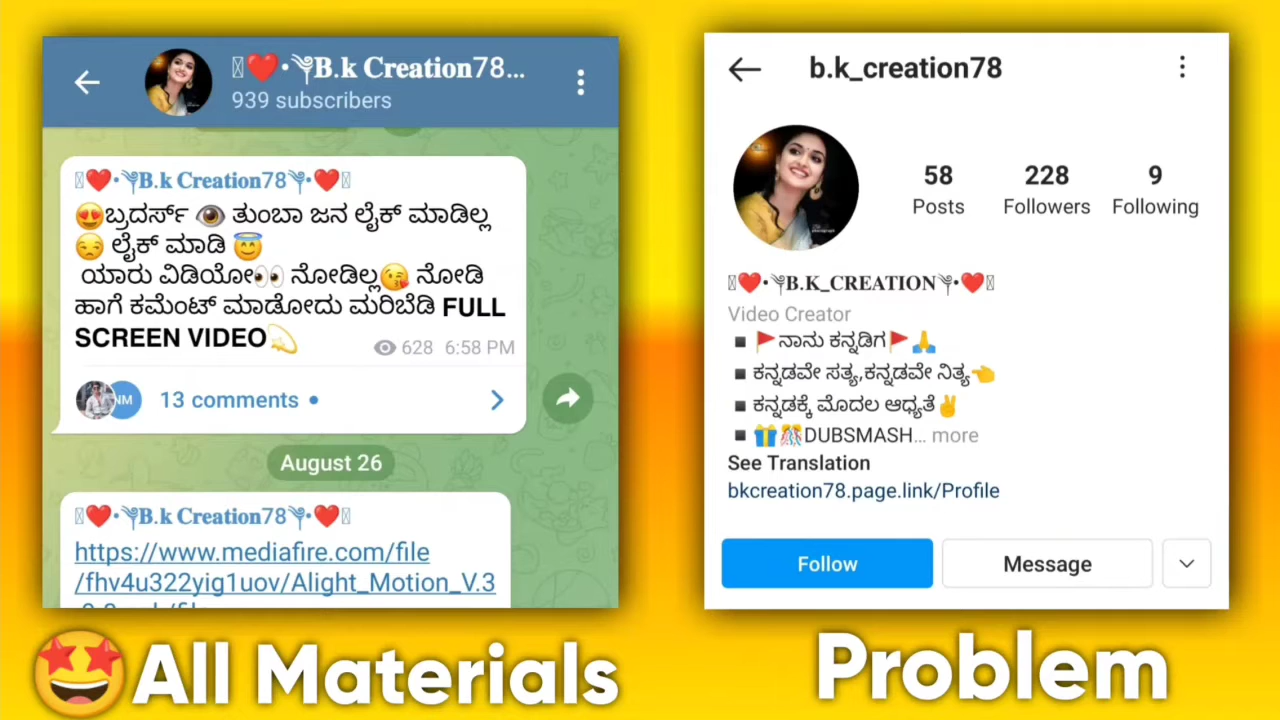 ❤️•༆B.k Creation78...
939 subscribers
❤️•༆B.k Creation78༆•❤️
😍ಬ್ರದರ್ಸ್ 👁️ ತುಂಬಾ ಜನ ಲೈಕ್ ಮಾಡಿಲ್ಲ
😒 ಲೈಕ್ ಮಾಡಿ 😇
ಯಾರು ವಿಡಿಯೋ👀 ನೋಡಿಲ್ಲ😘 ನೋಡಿ
ಹಾಗೆ ಕಮೆಂಟ್ ಮಾಡೋದು ಮರಿಬೆಡಿ FULL
SCREEN VIDEO💫
628 6:58 PM
NM 13 comments •
August 26
❤️•༆B.k Creation78༆•❤️
https://www.mediafire.com/file
/fhv4u322yig1uov/Alight_Motion_V.3
🤩All Materials
b.k_creation78
58 228 9
Posts Followers Following
❤️•༆B.K_CREATION༆•❤️
Video Creator
▪️🚩ನಾನು ಕನ್ನಡಿಗ🚩🙏
▪️ಕನ್ನಡವೇ ಸತ್ಯ,ಕನ್ನಡವೇ ನಿತ್ಯ👈
▪️ಕನ್ನಡಕ್ಕೆ ಮೊದಲ ಆಧ್ಯತೆ✌️
▪️🎁🎊DUBSMASH... more
See Translation
bkcreation78.page.link/Profile
Follow Message
Problem